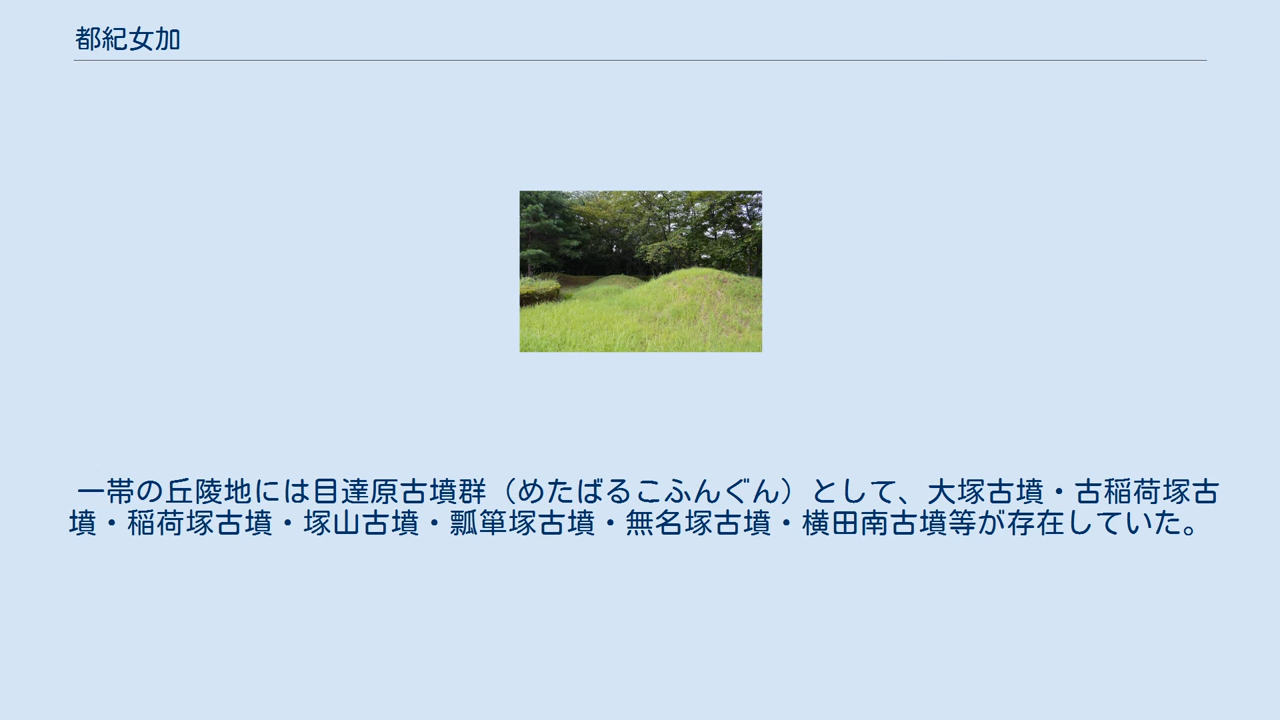 都紀女加
一帯の丘陵地には目達原古墳群（めたばるこふんぐん）として、大塚古墳・古稲荷塚古
墳・稲荷塚古墳・塚山古墳・瓢箪塚古墳・無名塚古墳・横田南古墳等が存在していた。